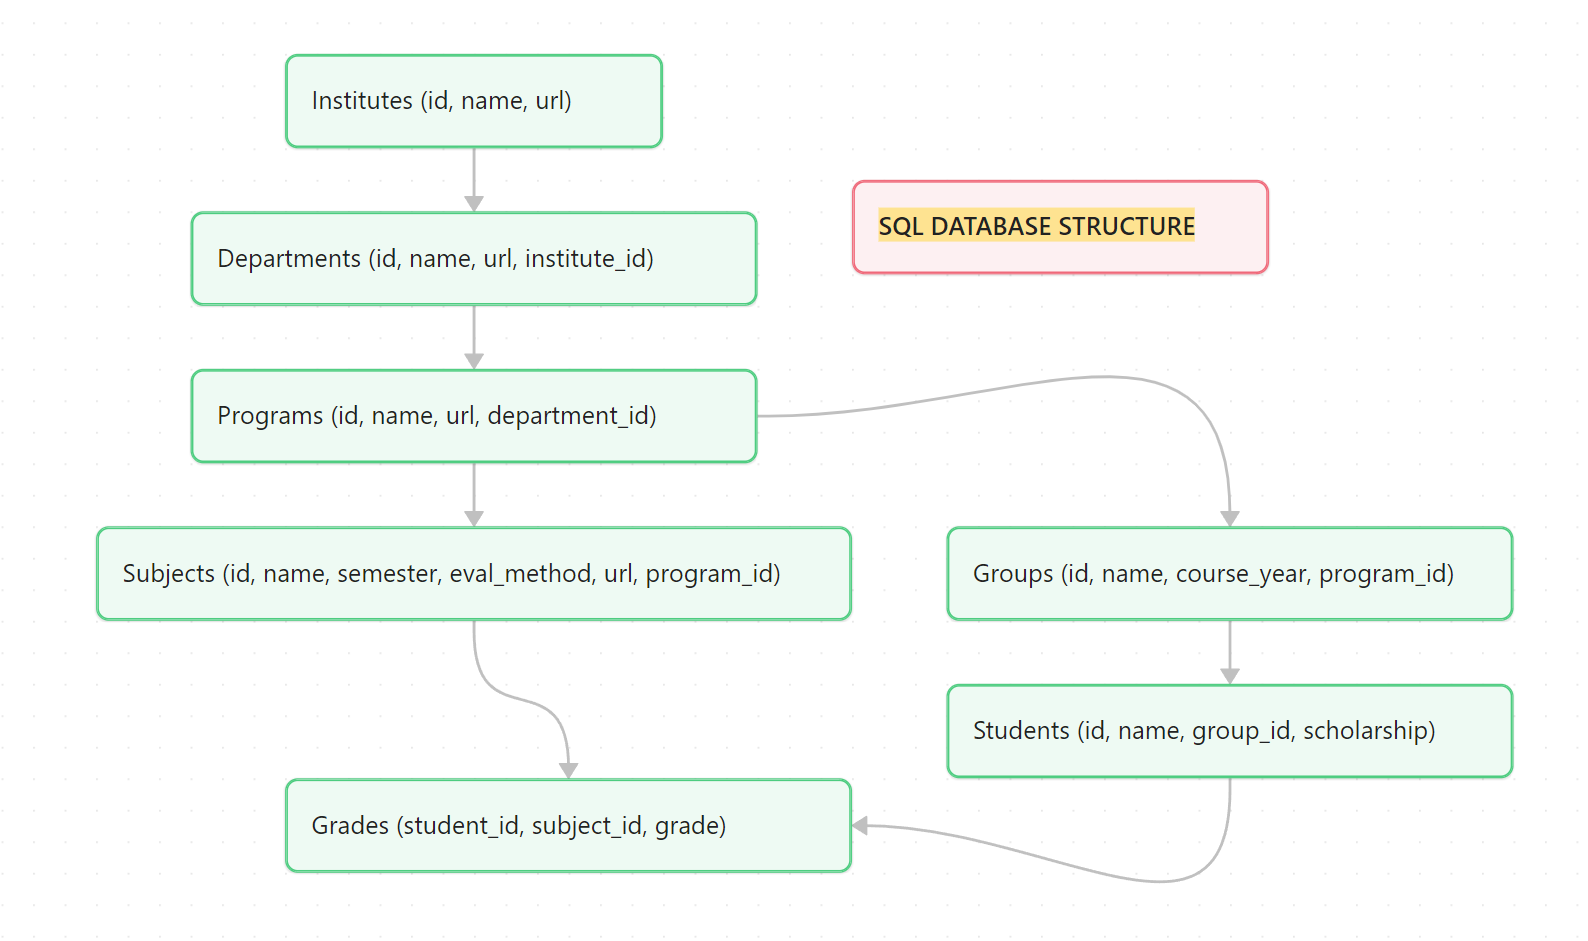 Institutes (id, name, url)
SQL DATABASE STRUCTURE
Departments (id, name, url, institute_id)
Programs (id, name, url, department_id)
Subjects (id, name, semester, eval_method, url, program_id)
Groups (id, name, course_year, program_id)
Students (id, name, group_id, scholarship)
Grades (student_id, subject_id, grade)